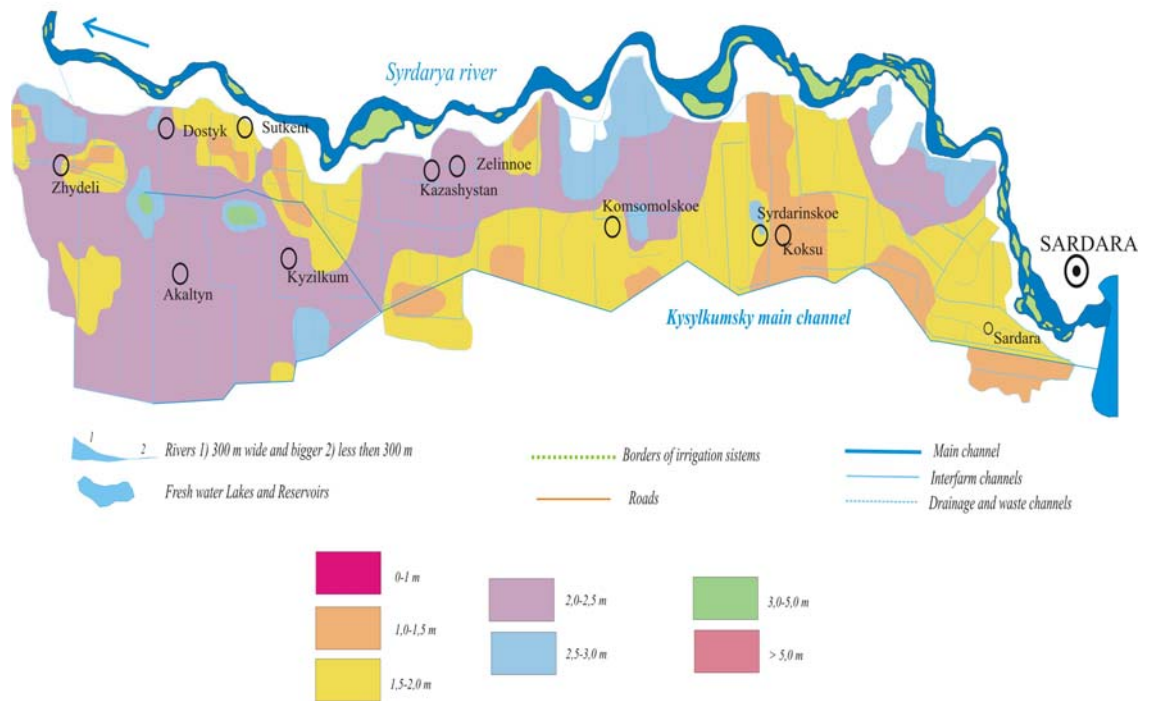 Syrdarya river
Dostyk
Sutkent
Zhydeli
Kazashystan
Zelinnoe
Komsomolskoe
Syrdarinskoe
Koksu
SARDARA
Akaltyn
Kyzilkum
Kysylkumsky main channel
Sardara
1
2
Rivers 1) 300 m wide and bigger 2) less then 300 m
Fresh water Lakes and Reservoirs
Borders of irrigation sistems
Roads
Main channel
Interfarm channels
Drainage and waste channels
0-1 m
1,0-1,5 m
1,5-2,0 m
2,0-2,5 m
2,5-3,0 m
3,0-5,0 m
> 5,0 m